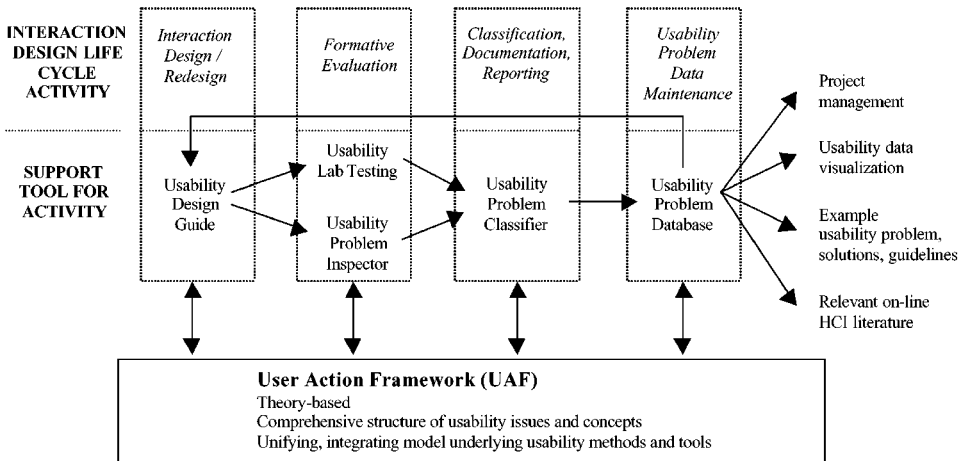 INTERACTION
DESIGN LIFE
CYCLE
ACTIVITY
Interaction
Design /
Redesign
Formative
Evaluation
Classification,
Documentation,
Reporting
Usability
Problem
Data
Maintenance
SUPPORT
TOOL FOR
ACTIVITY
Usability
Design
Guide
Usability
Lab Testing
Usability
Problem
Inspector
Usability
Problem
Classifier
Usability
Problem
Database
Project
management
Usability data
visualization
Example
usability problem,
solutions, guidelines
Relevant on-line
HCI literature
User Action Framework (UAF)
Theory-based
Comprehensive structure of usability issues and concepts
Unifying, integrating model underlying usability methods and tools